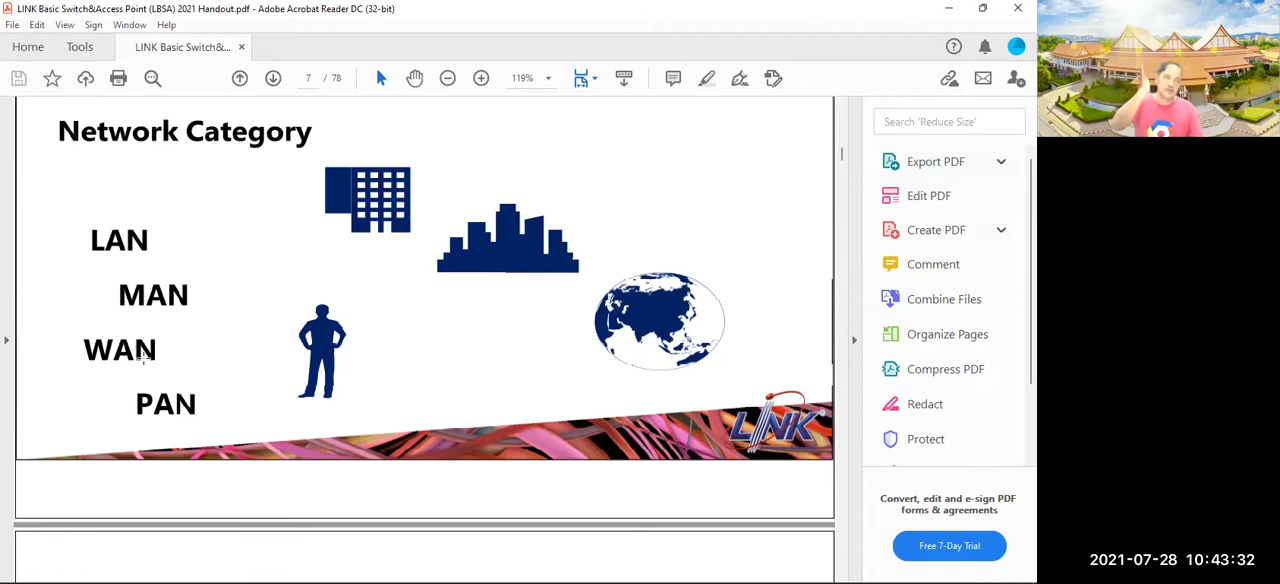 LINK Basic Switch&Access Point (LBSA) 2021 Handout.pdf - Adobe Acrobat Reader DC (32-bit)
File Edit View Sign Window Help
Home Tools LINK Basic Switch&... ×
7 / 78 119%
Network Category
LAN
MAN
WAN
PAN
LINK
Search 'Reduce Size'
Export PDF
Edit PDF
Create PDF
Comment
Combine Files
Organize Pages
Compress PDF
Redact
Protect
Convert, edit and e-sign PDF
forms & agreements
Free 7-Day Trial
2021-07-28 10:43:32